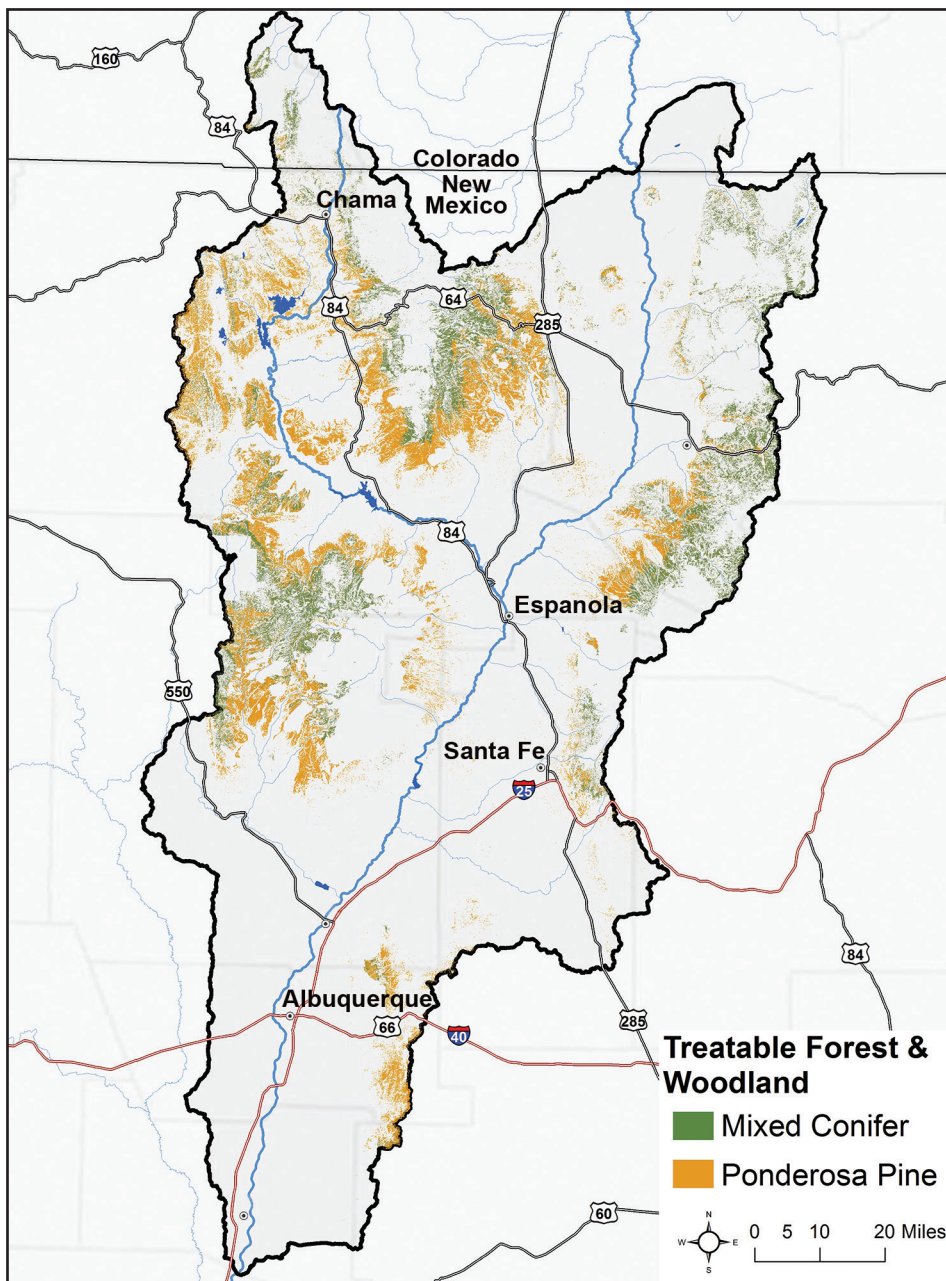 160
84
Colorado
New
Mexico
Chama
64
84
285
84
Espanola
550
Santa Fe
25
84
Albuquerque
66
285
40
Treatable Forest &
Woodland
Mixed Conifer
Ponderosa Pine
60
N
W E
S
0 5 10 20 Miles